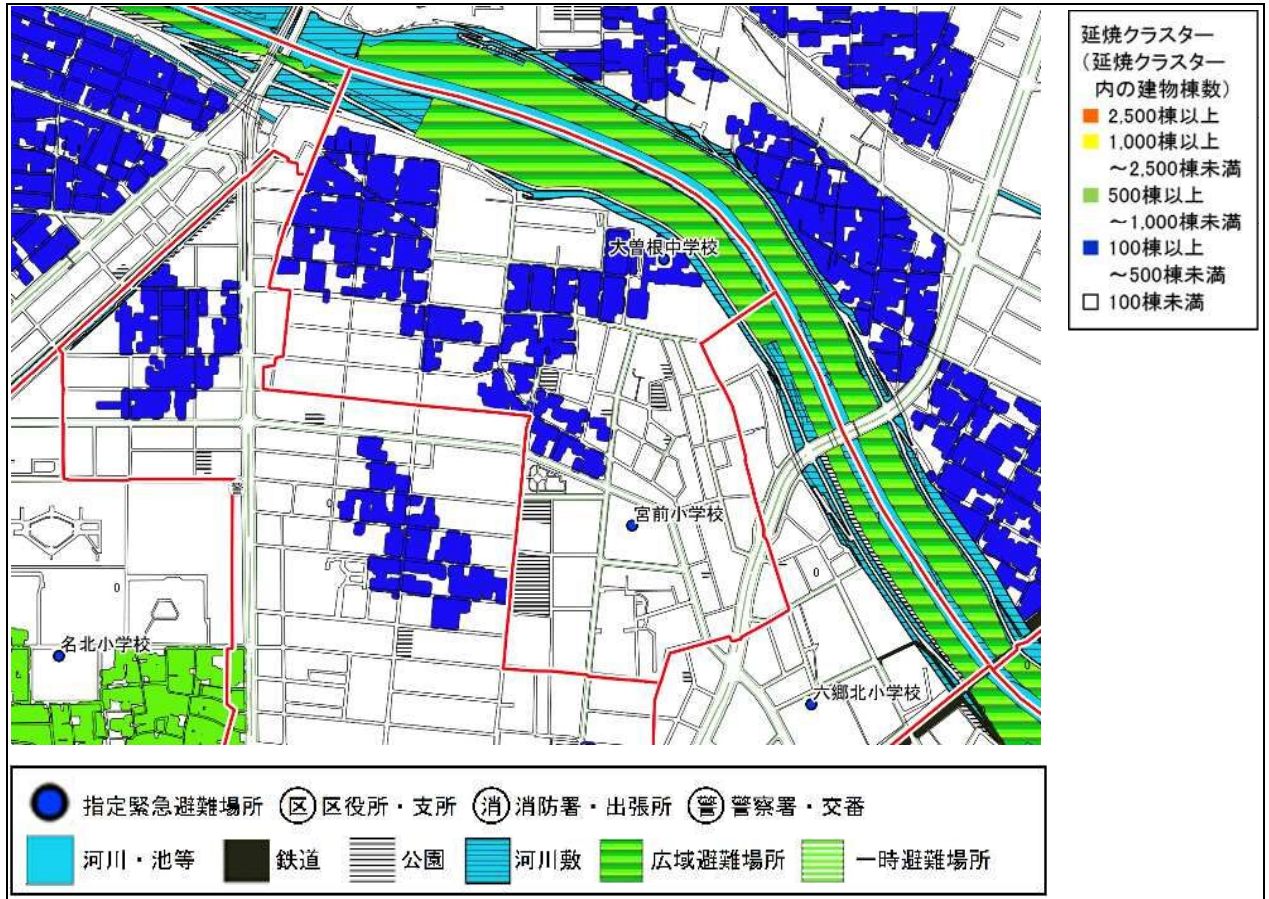 大曽根中学校
宮前小学校
警
0
0
名北小学校
六郷北小学校
0
延焼クラスター
(延焼クラスター
内の建物棟数)
2,500棟以上
1,000棟以上
~2,500棟未満
500棟以上
~1,000棟未満
100棟以上
~500棟未満
100棟未満
指定緊急避難場所 区 区役所・支所 消 消防署・出張所 警 警察署・交番
河川・池等 鉄道 公園 河川敷 広域避難場所 一時避難場所